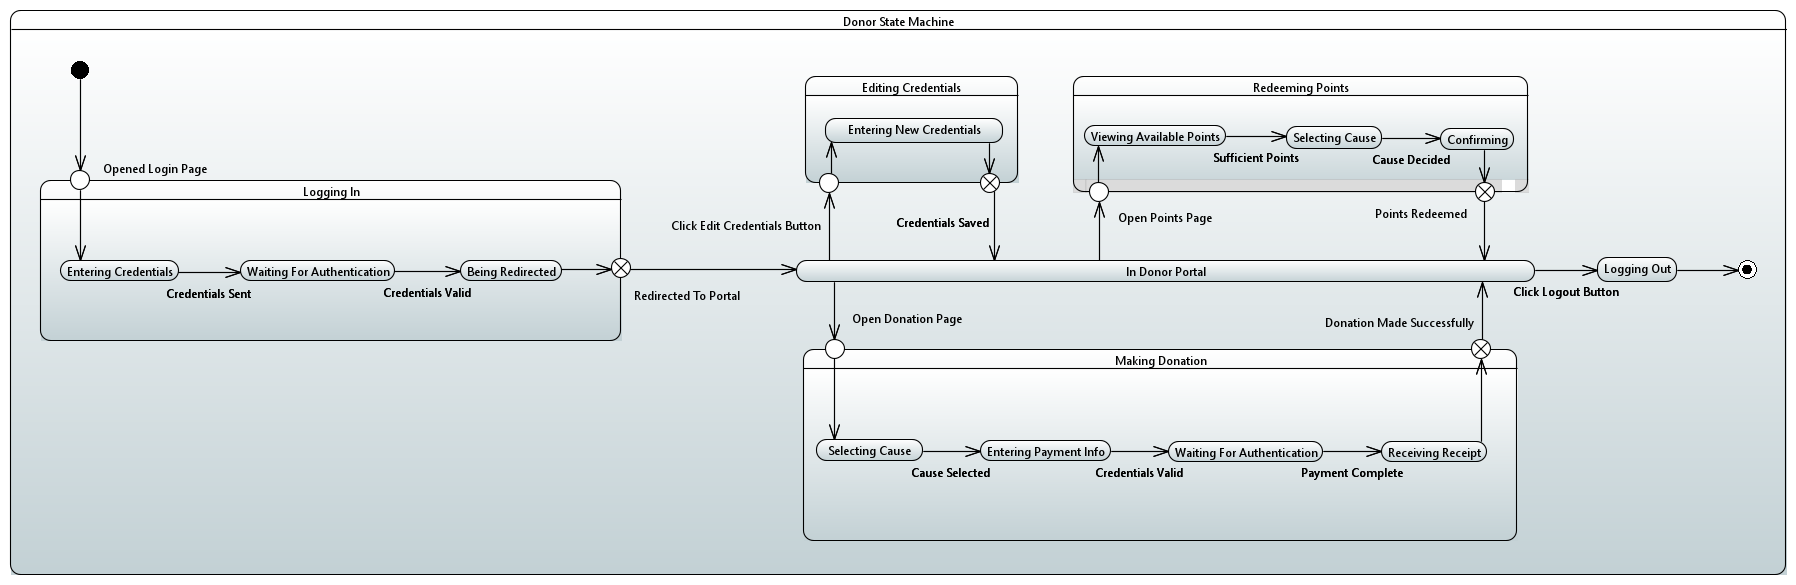 Donor State Machine
Editing Credentials
Redeeming Points
Entering New Credentials
Viewing Available Points
Selecting Cause
Confirming
Sufficient Points
Cause Decided
Opened Login Page
Logging In
Click Edit Credentials Button
Credentials Saved
Open Points Page
Points Redeemed
Entering Credentials
Waiting For Authentication
Being Redirected
In Donor Portal
Logging Out
Credentials Sent
Credentials Valid
Redirected To Portal
Click Logout Button
Open Donation Page
Donation Made Successfully
Making Donation
Selecting Cause
Entering Payment Info
Waiting For Authentication
Receiving Receipt
Cause Selected
Credentials Valid
Payment Complete